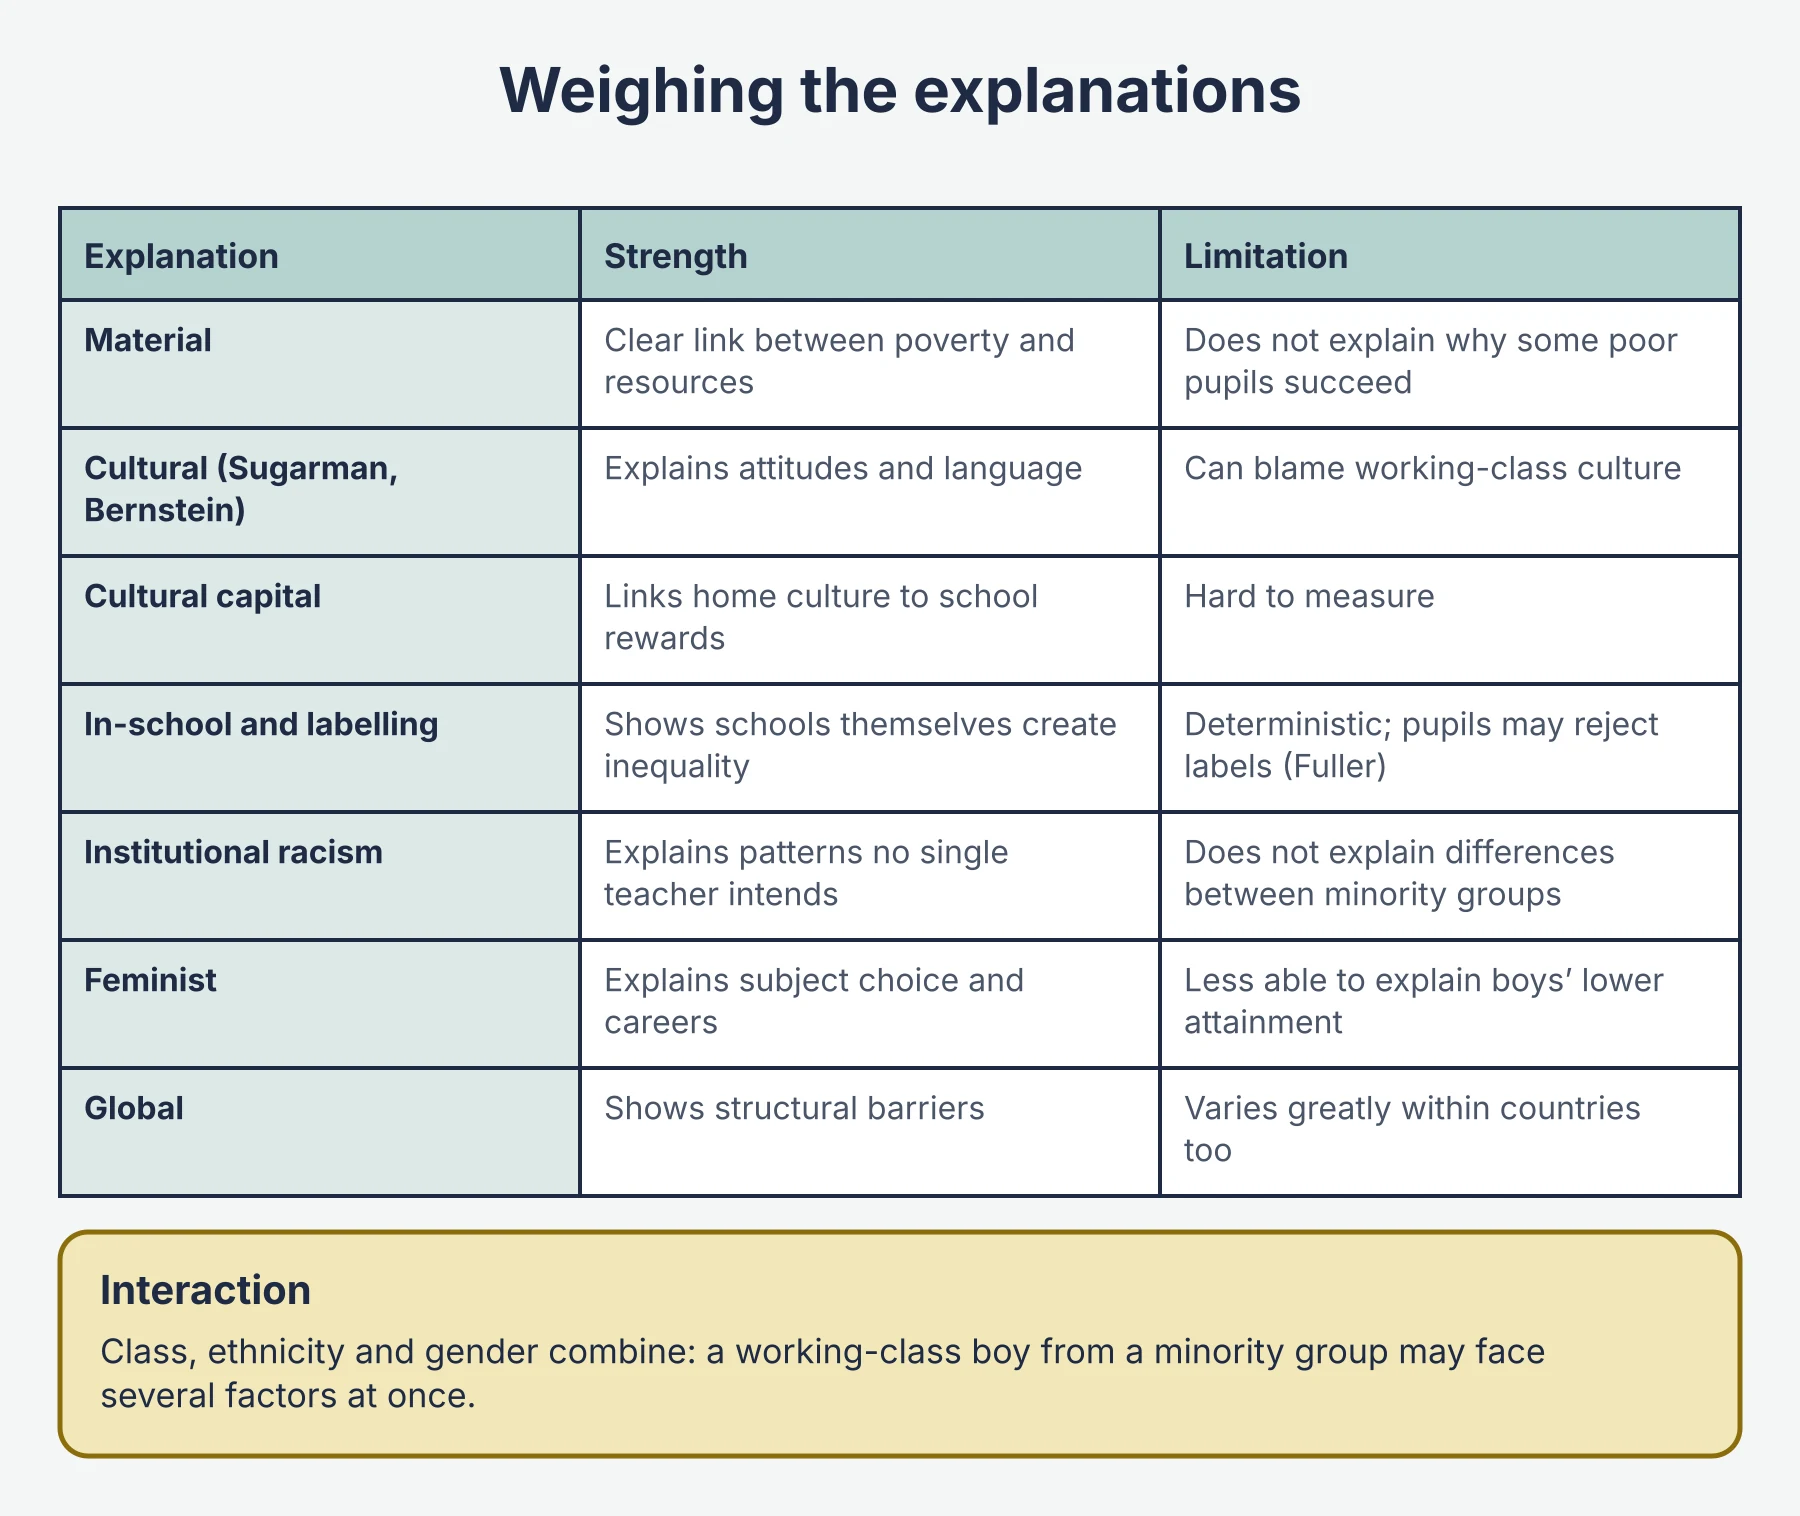 Weighing the explanations
Explanation
Strength
Limitation
Material
Clear link between poverty and
resources
Does not explain why some poor
pupils succeed
Cultural (Sugarman,
Bernstein)
Explains attitudes and language
Can blame working-class culture
Cultural capital
Links home culture to school
rewards
Hard to measure
In-school and labelling
Shows schools themselves create
inequality
Deterministic; pupils may reject
labels (Fuller)
Institutional racism
Explains patterns no single
teacher intends
Does not explain differences
between minority groups
Feminist
Explains subject choice and
careers
Less able to explain boys’ lower
attainment
Global
Shows structural barriers
Varies greatly within countries
too
Interaction
Class, ethnicity and gender combine: a working-class boy from a minority group may face
several factors at once.